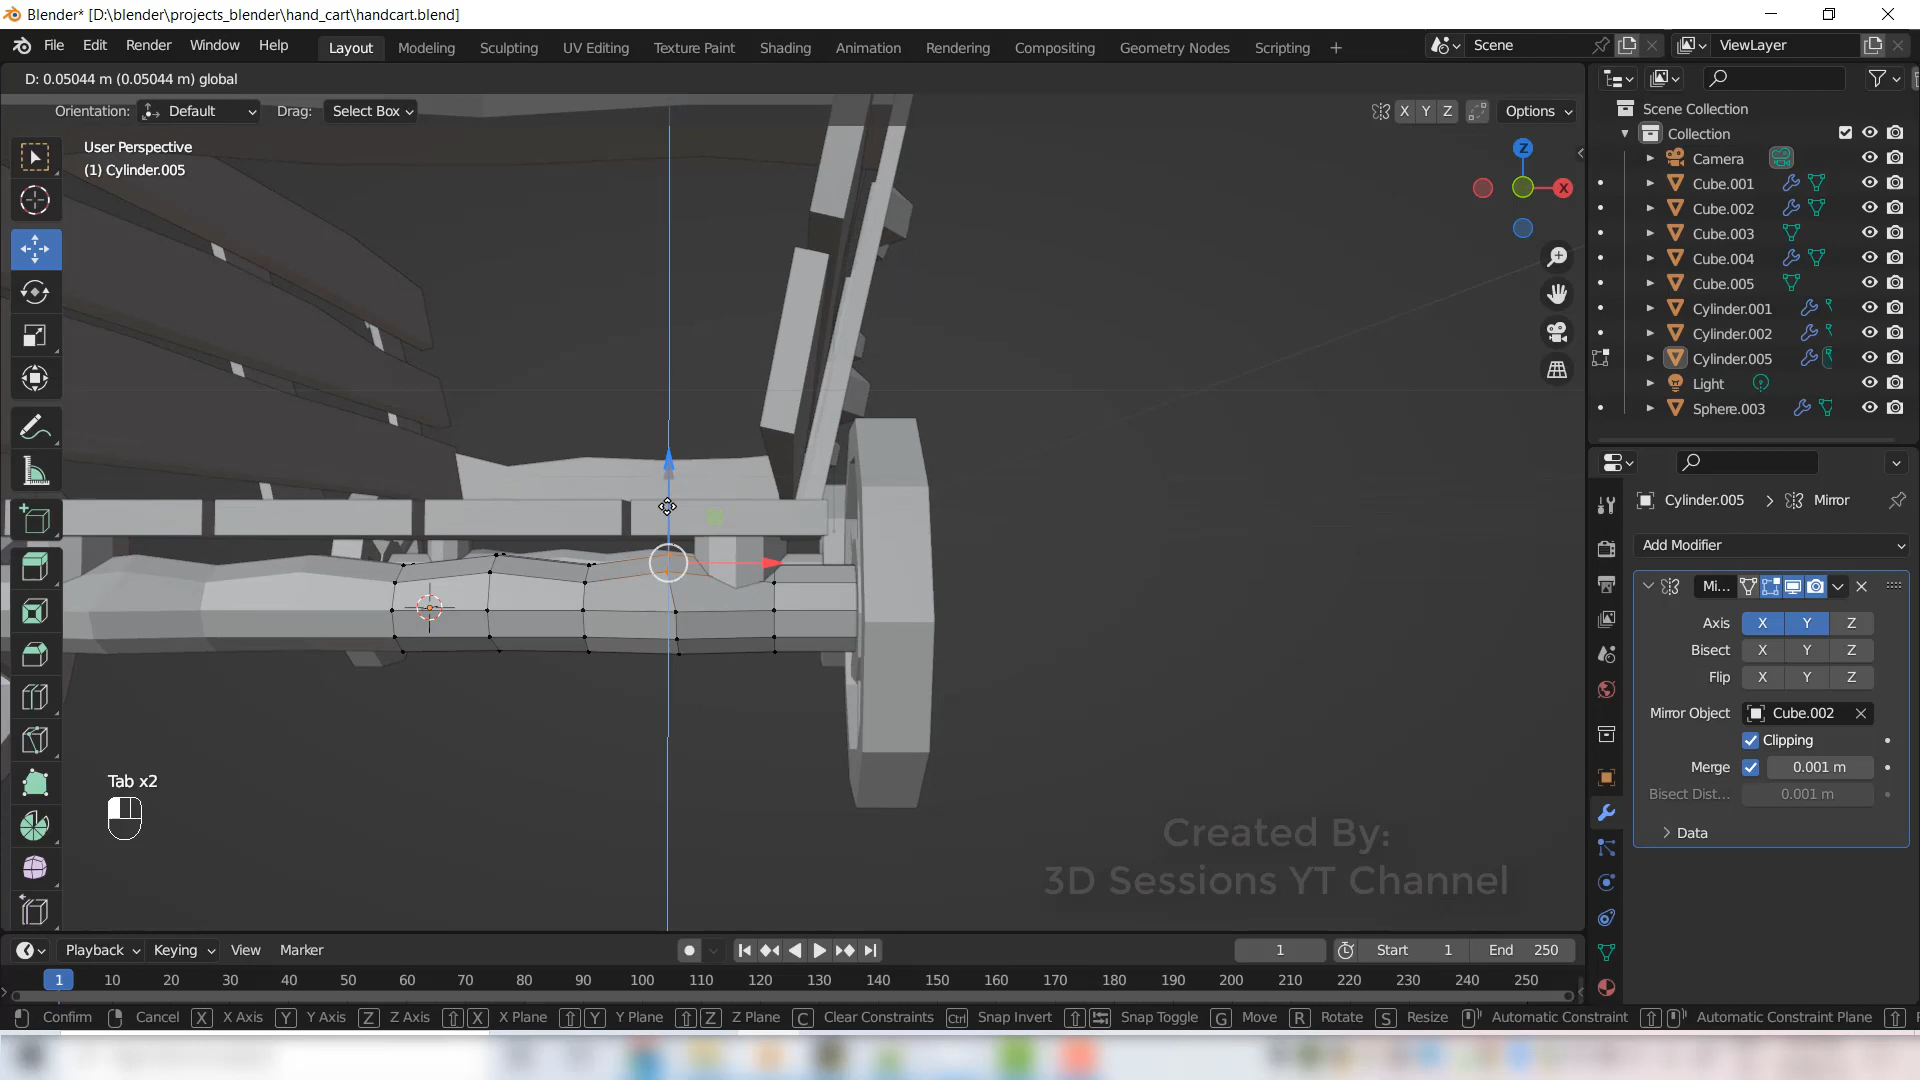 Blender* [D:\blender\projects_blender\hand_cart\handcart.blend]
File Edit Render Window Help
Layout Modeling Sculpting UV Editing Texture Paint Shading Animation Rendering Compositing Geometry Nodes Scripting +
Scene ViewLayer
D: 0.05044 m (0.05044 m) global
Orientation: Default Drag: Select Box
X Y Z Options
User Perspective
(1) Cylinder.005
Z
X
Scene Collection
Collection
Camera
Cube.001
Cube.002
Cube.003
Cube.004
Cube.005
Cylinder.001
Cylinder.002
Cylinder.005
Light
Sphere.003
Cylinder.005 > Mirror
Add Modifier
Mi...
Axis X Y Z
Bisect X Y Z
Flip X Y Z
Mirror Object Cube.002
Clipping
Merge 0.001 m
Bisect Dist... 0.001 m
Data
Tab x2
Created By:
3D Sessions YT Channel
Playback Keying View Marker
1 Start 1 End 250
1 10 20 30 40 50 60 70 80 90 100 110 120 130 140 150 160 170 180 190 200 210 220 230 240 250
Confirm Cancel X X Axis Y Y Axis Z Z Axis X X Plane Y Y Plane Z Z Plane C Clear Constraints Ctrl Snap Invert Snap Toggle G Move R Rotate S Resize Automatic Constraint Automatic Constraint Plane